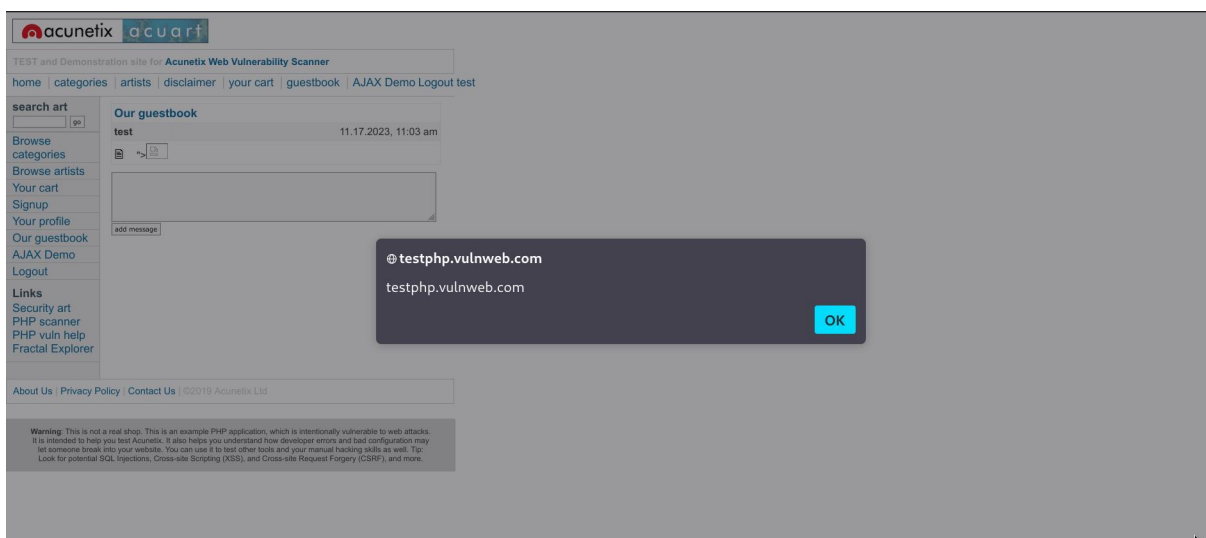 acunetix acuart
TEST and Demonstration site for Acunetix Web Vulnerability Scanner
home | categories | artists | disclaimer | your cart | guestbook | AJAX Demo Logout test
search art
go
Browse
categories
Browse artists
Your cart
Signup
Your profile
Our guestbook
AJAX Demo
Logout
Links
Security art
PHP scanner
PHP vuln help
Fractal Explorer
Our guestbook
test 11.17.2023, 11:03 am
">
add message
testphp.vulnweb.com
testphp.vulnweb.com
OK
About Us | Privacy Policy | Contact Us | ©2019 Acunetix Ltd
Warning: This is not a real shop. This is an example PHP application, which is intentionally vulnerable to web attacks.
It is intended to help you test Acunetix. It also helps you understand how developer errors and bad configuration may
let someone break into your website. You can use it to test other tools and your manual hacking skills as well. Tip:
Look for potential SQL Injections, Cross-site Scripting (XSS), and Cross-site Request Forgery (CSRF), and more.